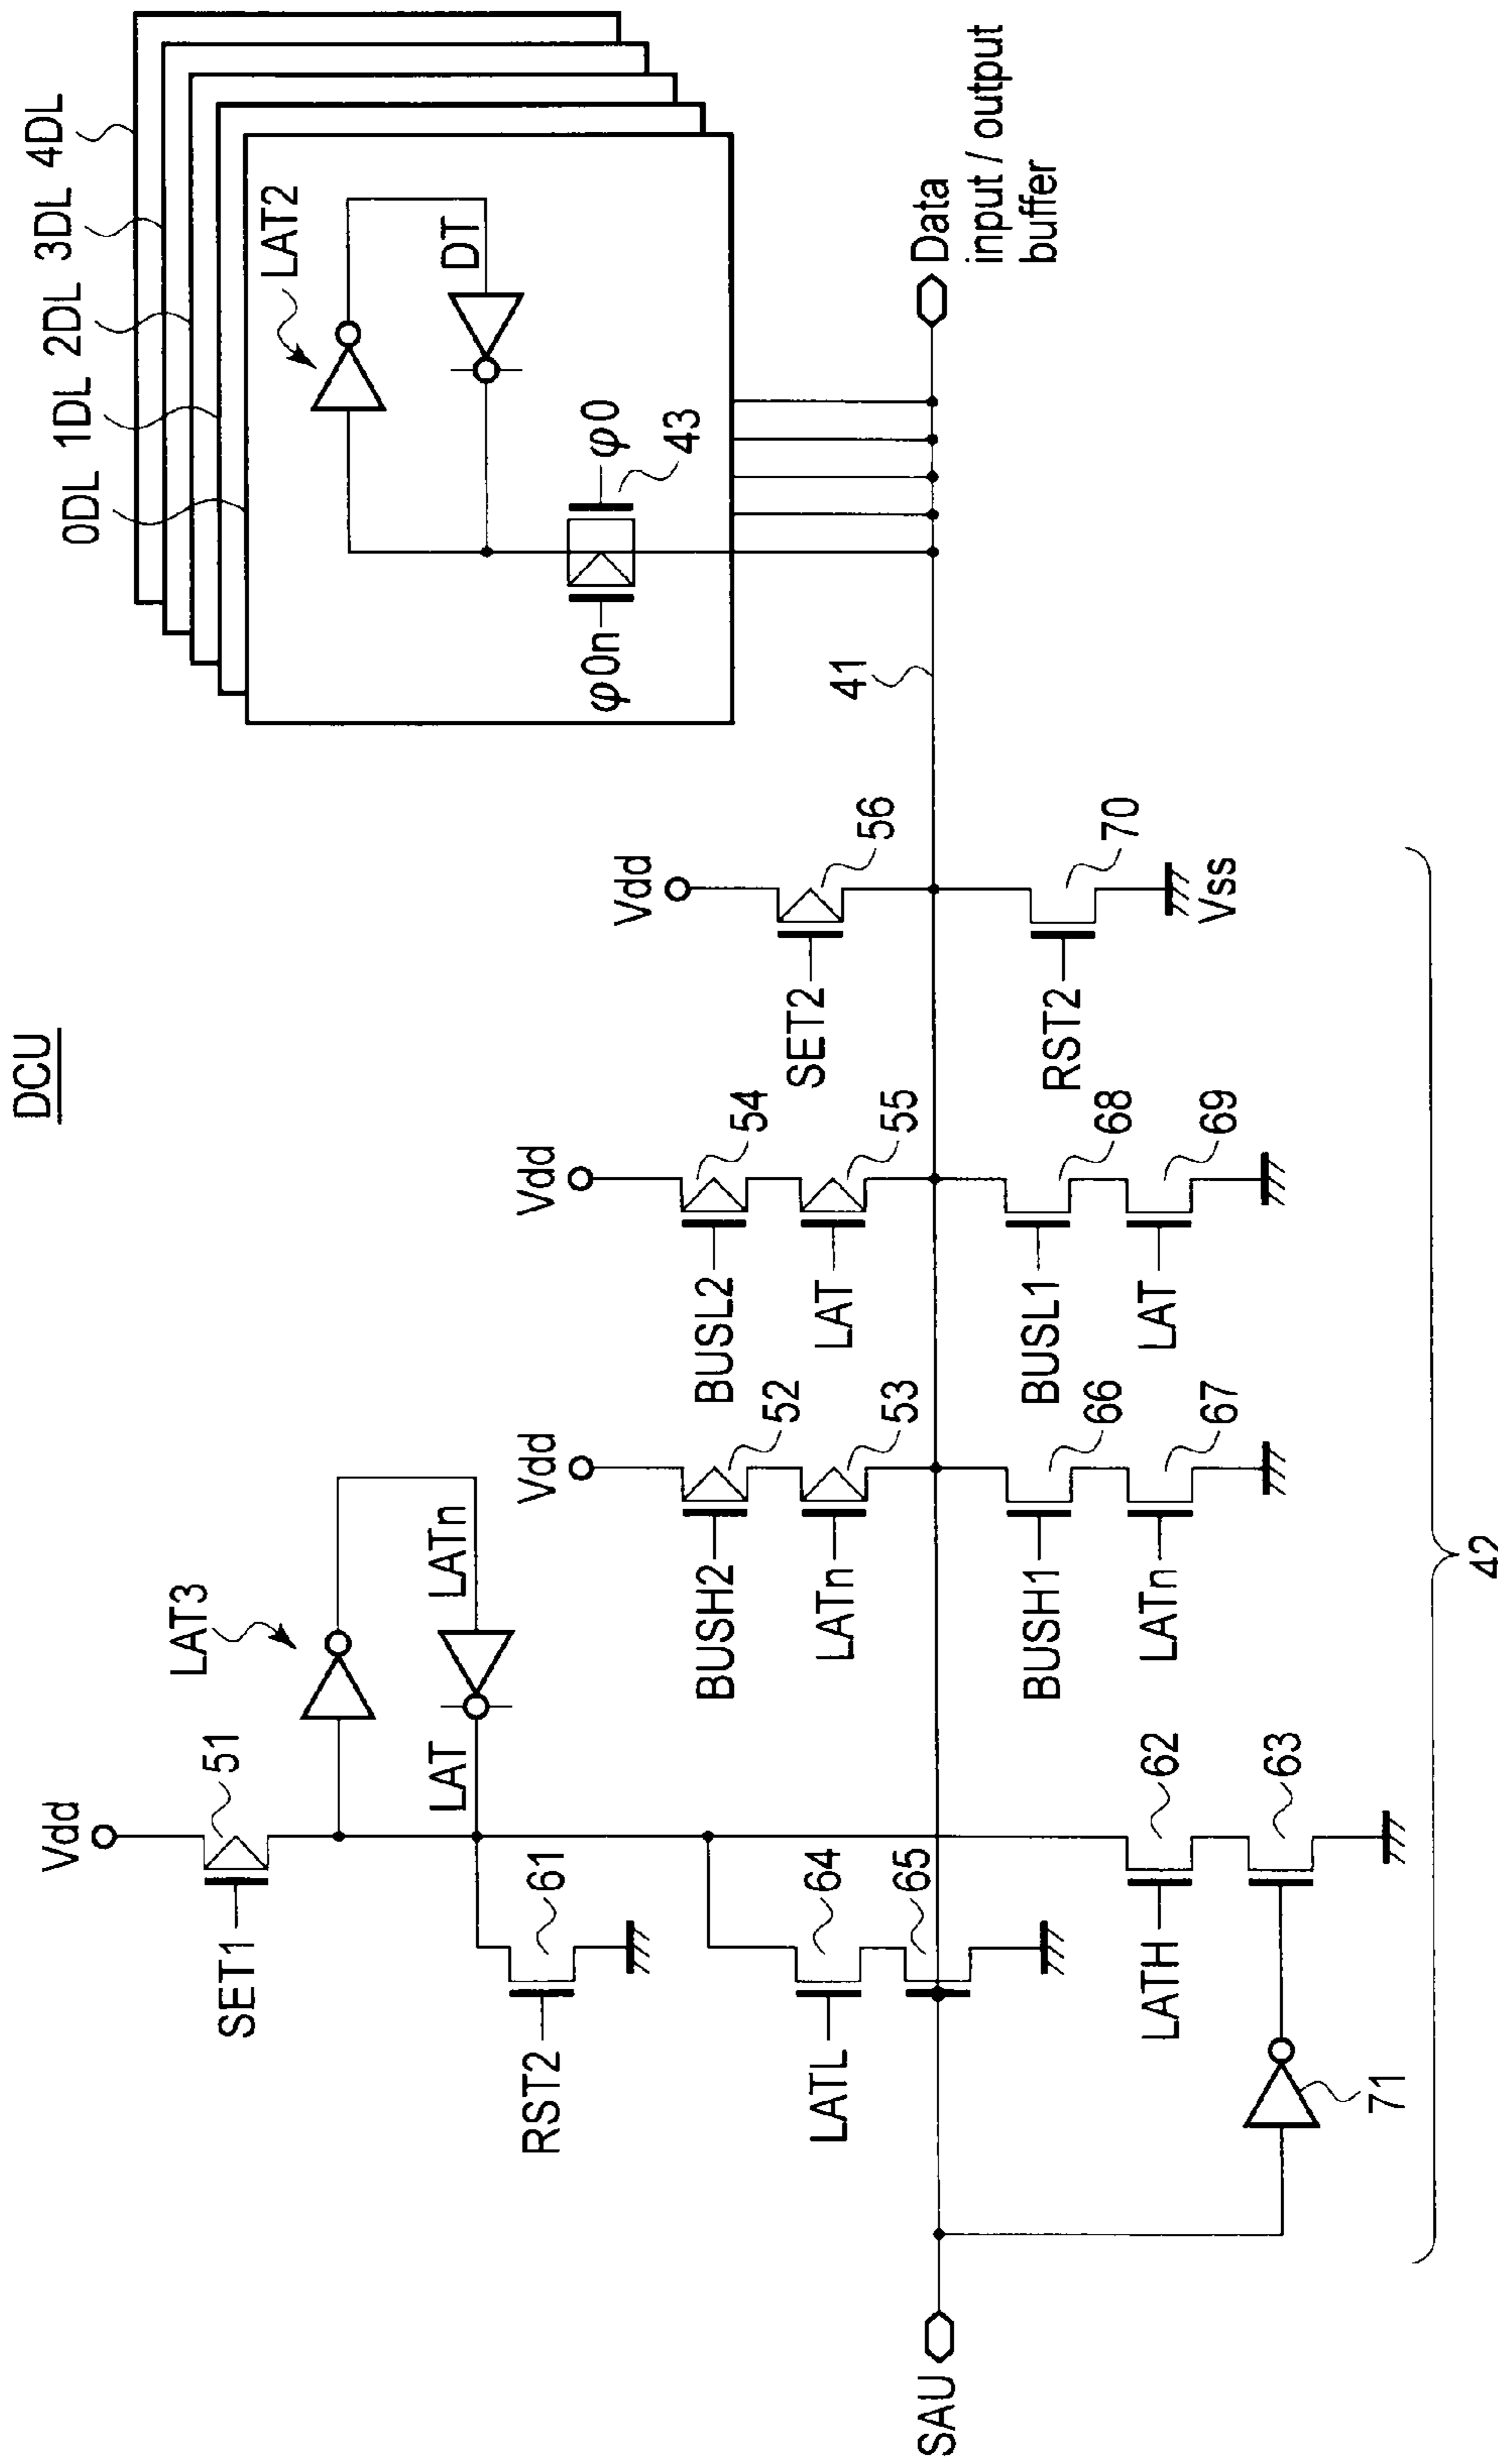 DCU
0DL 1DL 2DL 3DL 4DL
LAT2
DT
φ0n
φ0
43
41
Data
input / output
buffer
Vdd
SET1
51
LAT3
LAT
LATn
RST2
61
LATL
64
65
LATH
62
63
71
SAU
Vdd
BUSH2
52
LATn
53
BUSH1
66
LATn
67
Vdd
BUSL2
54
LAT
55
BUSL1
68
LAT
69
Vdd
SET2
56
RST2
70
Vss
42